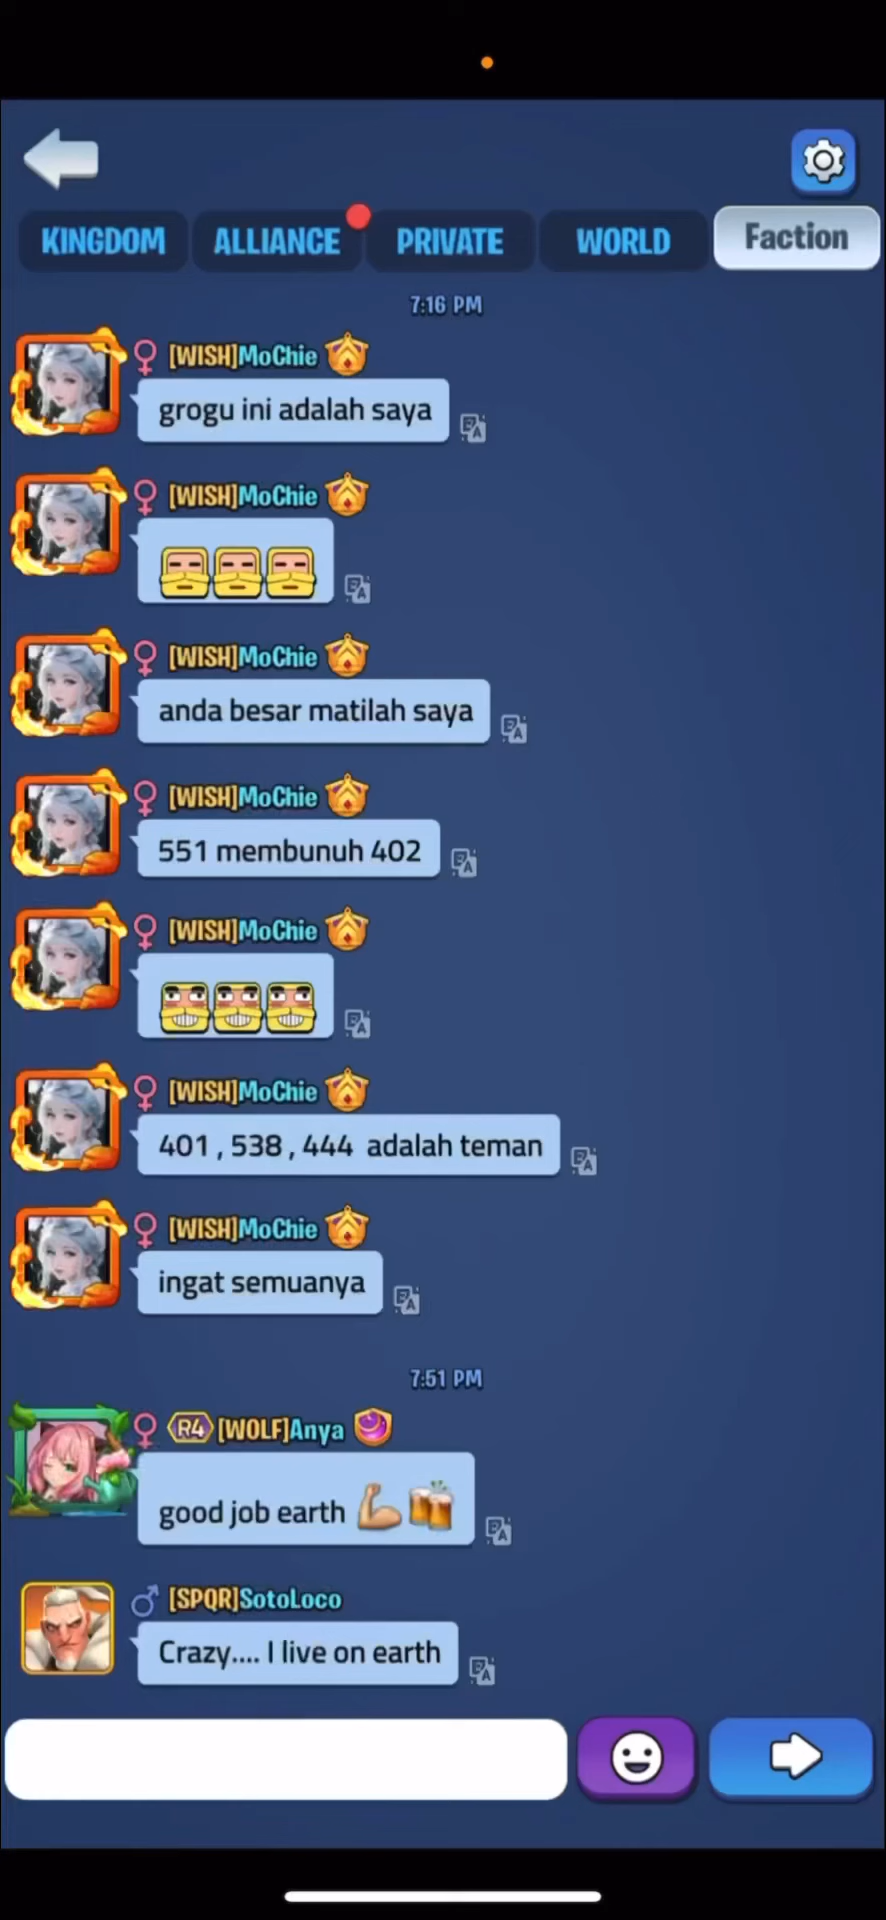 KINGDOM
ALLIANCE
PRIVATE
WORLD
Faction
7:16 PM
[WISH]MoChie
grogu ini adalah saya
[WISH]MoChie
[WISH]MoChie
anda besar matilah saya
[WISH]MoChie
551 membunuh 402
[WISH]MoChie
[WISH]MoChie
401 , 538 , 444 adalah teman
[WISH]MoChie
ingat semuanya
7:51 PM
R4 [WOLF]Anya
good job earth 💪🍻
[SPQR]SotoLoco
Crazy.... I live on earth